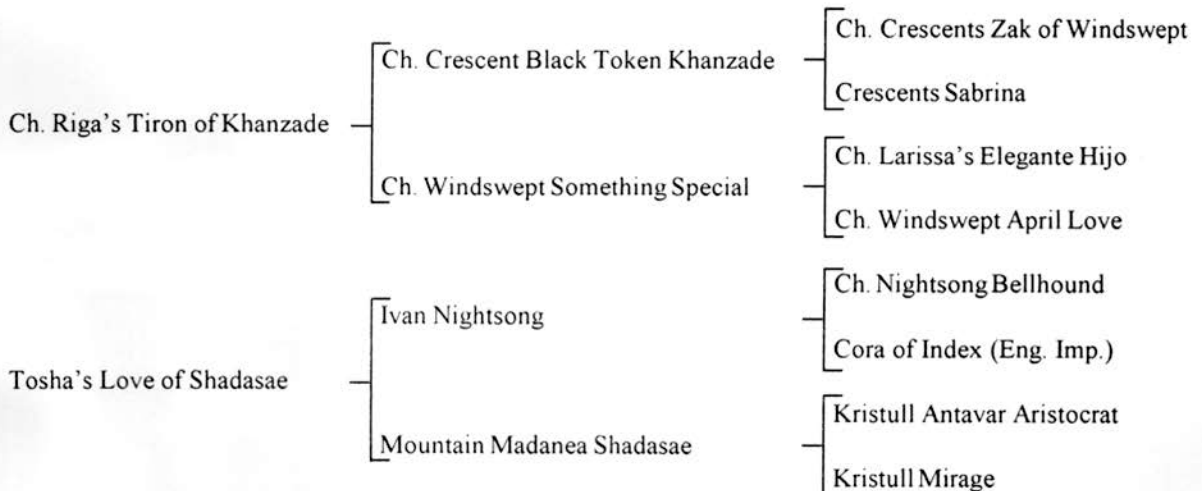 Ch. Crescents Zak of Windswept
Ch. Crescent Black Token Khanzade
Crescents Sabrina
Ch. Riga's Tiron of Khanzade
Ch. Larissa's Elegante Hijo
Ch. Windswept Something Special
Ch. Windswept April Love
Ch. Nightsong Bellhound
Ivan Nightsong
Cora of Index (Eng. Imp.)
Tosha's Love of Shadasae
Kristull Antavar Aristocrat
Mountain Madanea Shadasae
Kristull Mirage